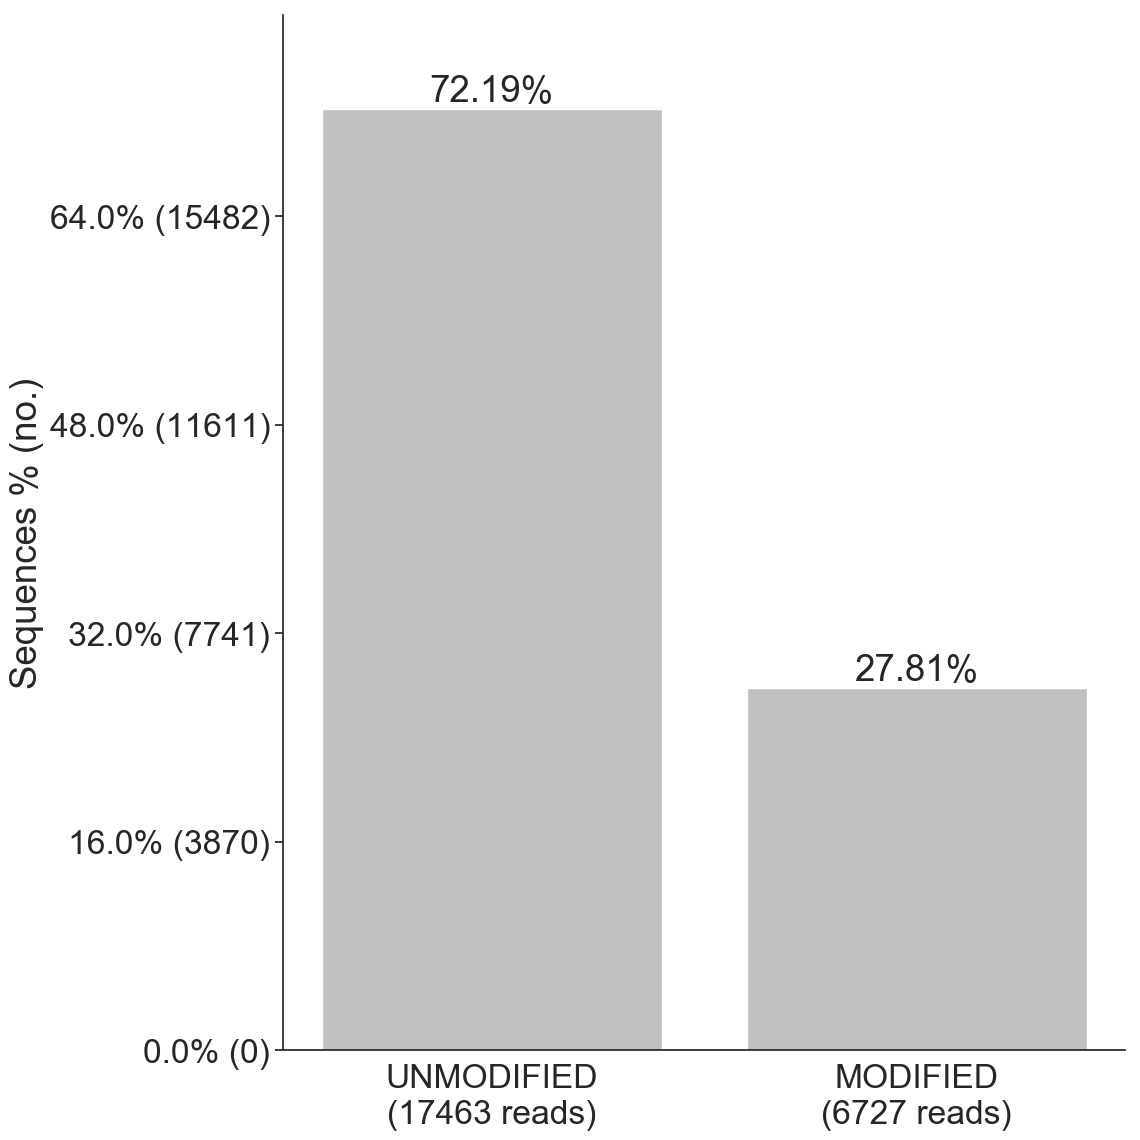 72.19%
64.0% (15482)
48.0% (11611)
32.0% (7741)
27.81%
16.0% (3870)
0.0% (0)
Sequences % (no.)
UNMODIFIED
(17463 reads)
MODIFIED
(6727 reads)